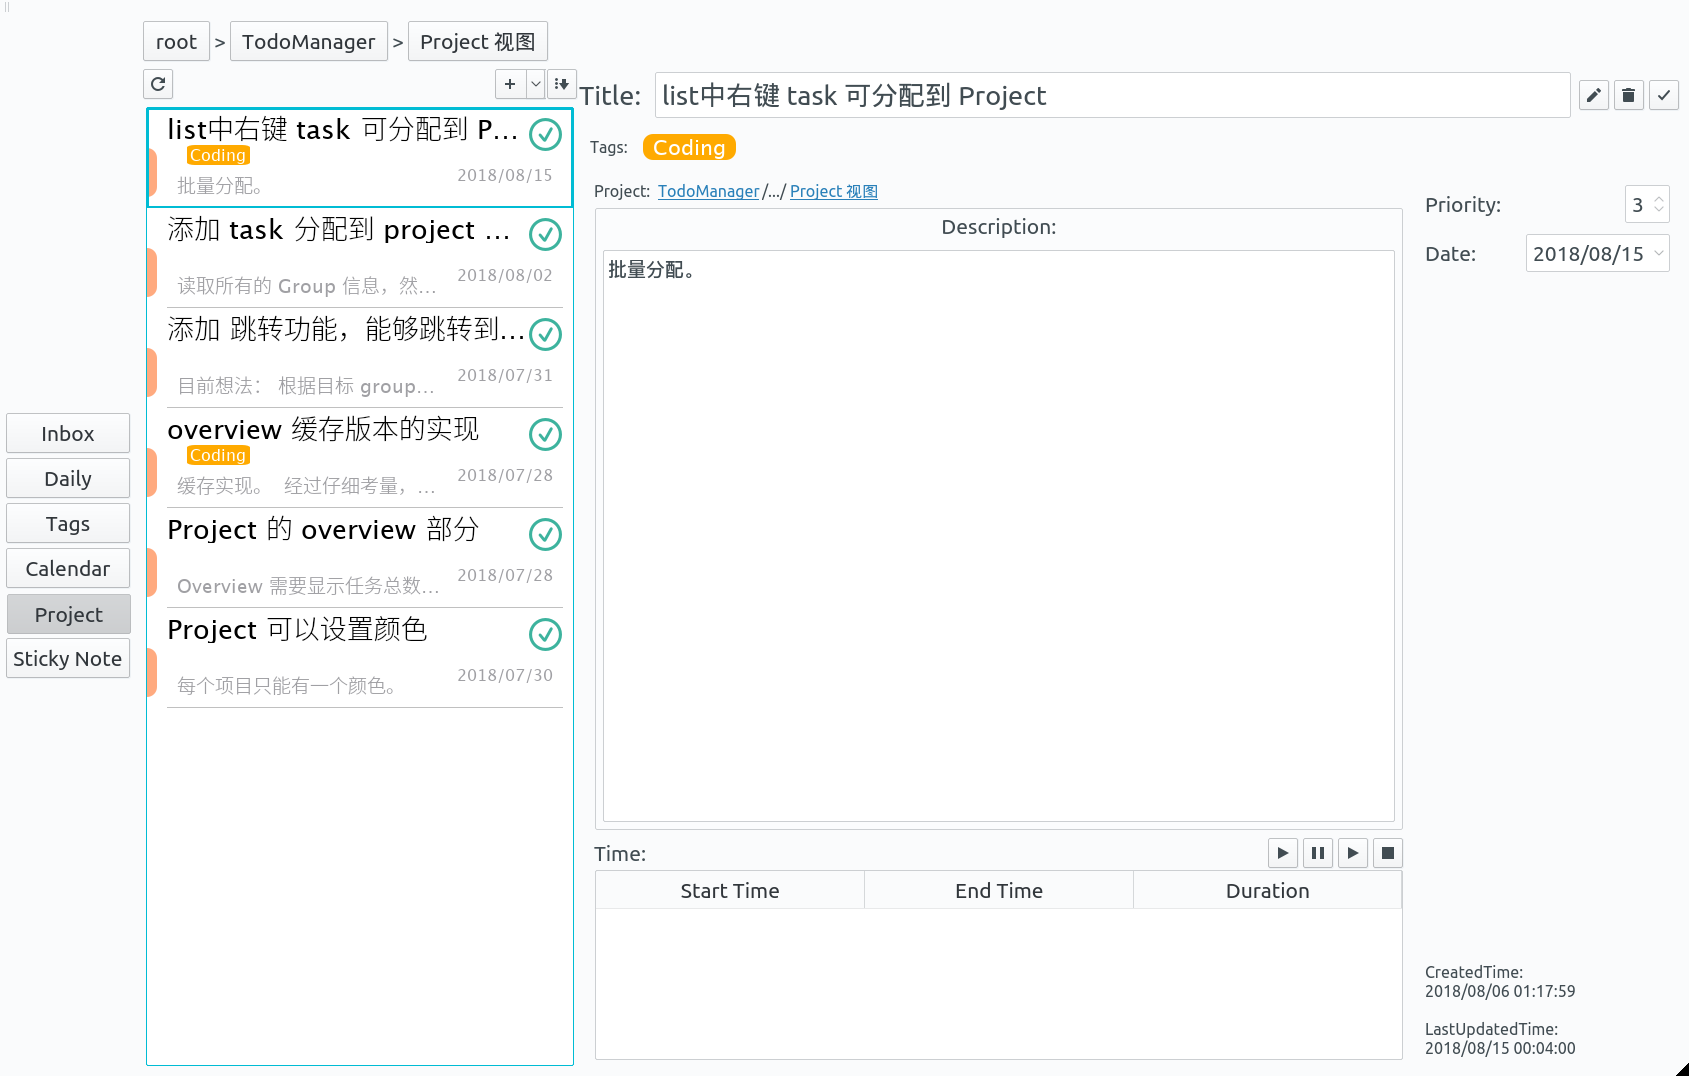 root > TodoManager > Project 视图
Title: list中右键 task 可分配到 Project
Tags: Coding
Project: TodoManager/.../ Project 视图
Inbox
Daily
Tags
Calendar
Project
Sticky Note
list中右键 task 可分配到 P...
Coding
批量分配。 2018/08/15
添加 task 分配到 project ...
读取所有的 Group 信息，然... 2018/08/02
添加 跳转功能，能够跳转到...
目前想法： 根据目标 group... 2018/07/31
overview 缓存版本的实现
Coding
缓存实现。 经过仔细考量，... 2018/07/28
Project 的 overview 部分
Overview 需要显示任务总数... 2018/07/28
Project 可以设置颜色
每个项目只能有一个颜色。 2018/07/30
Description:
批量分配。
Time:
Start Time End Time Duration
Priority: 3
Date: 2018/08/15
CreatedTime:
2018/08/06 01:17:59
LastUpdatedTime:
2018/08/15 00:04:00